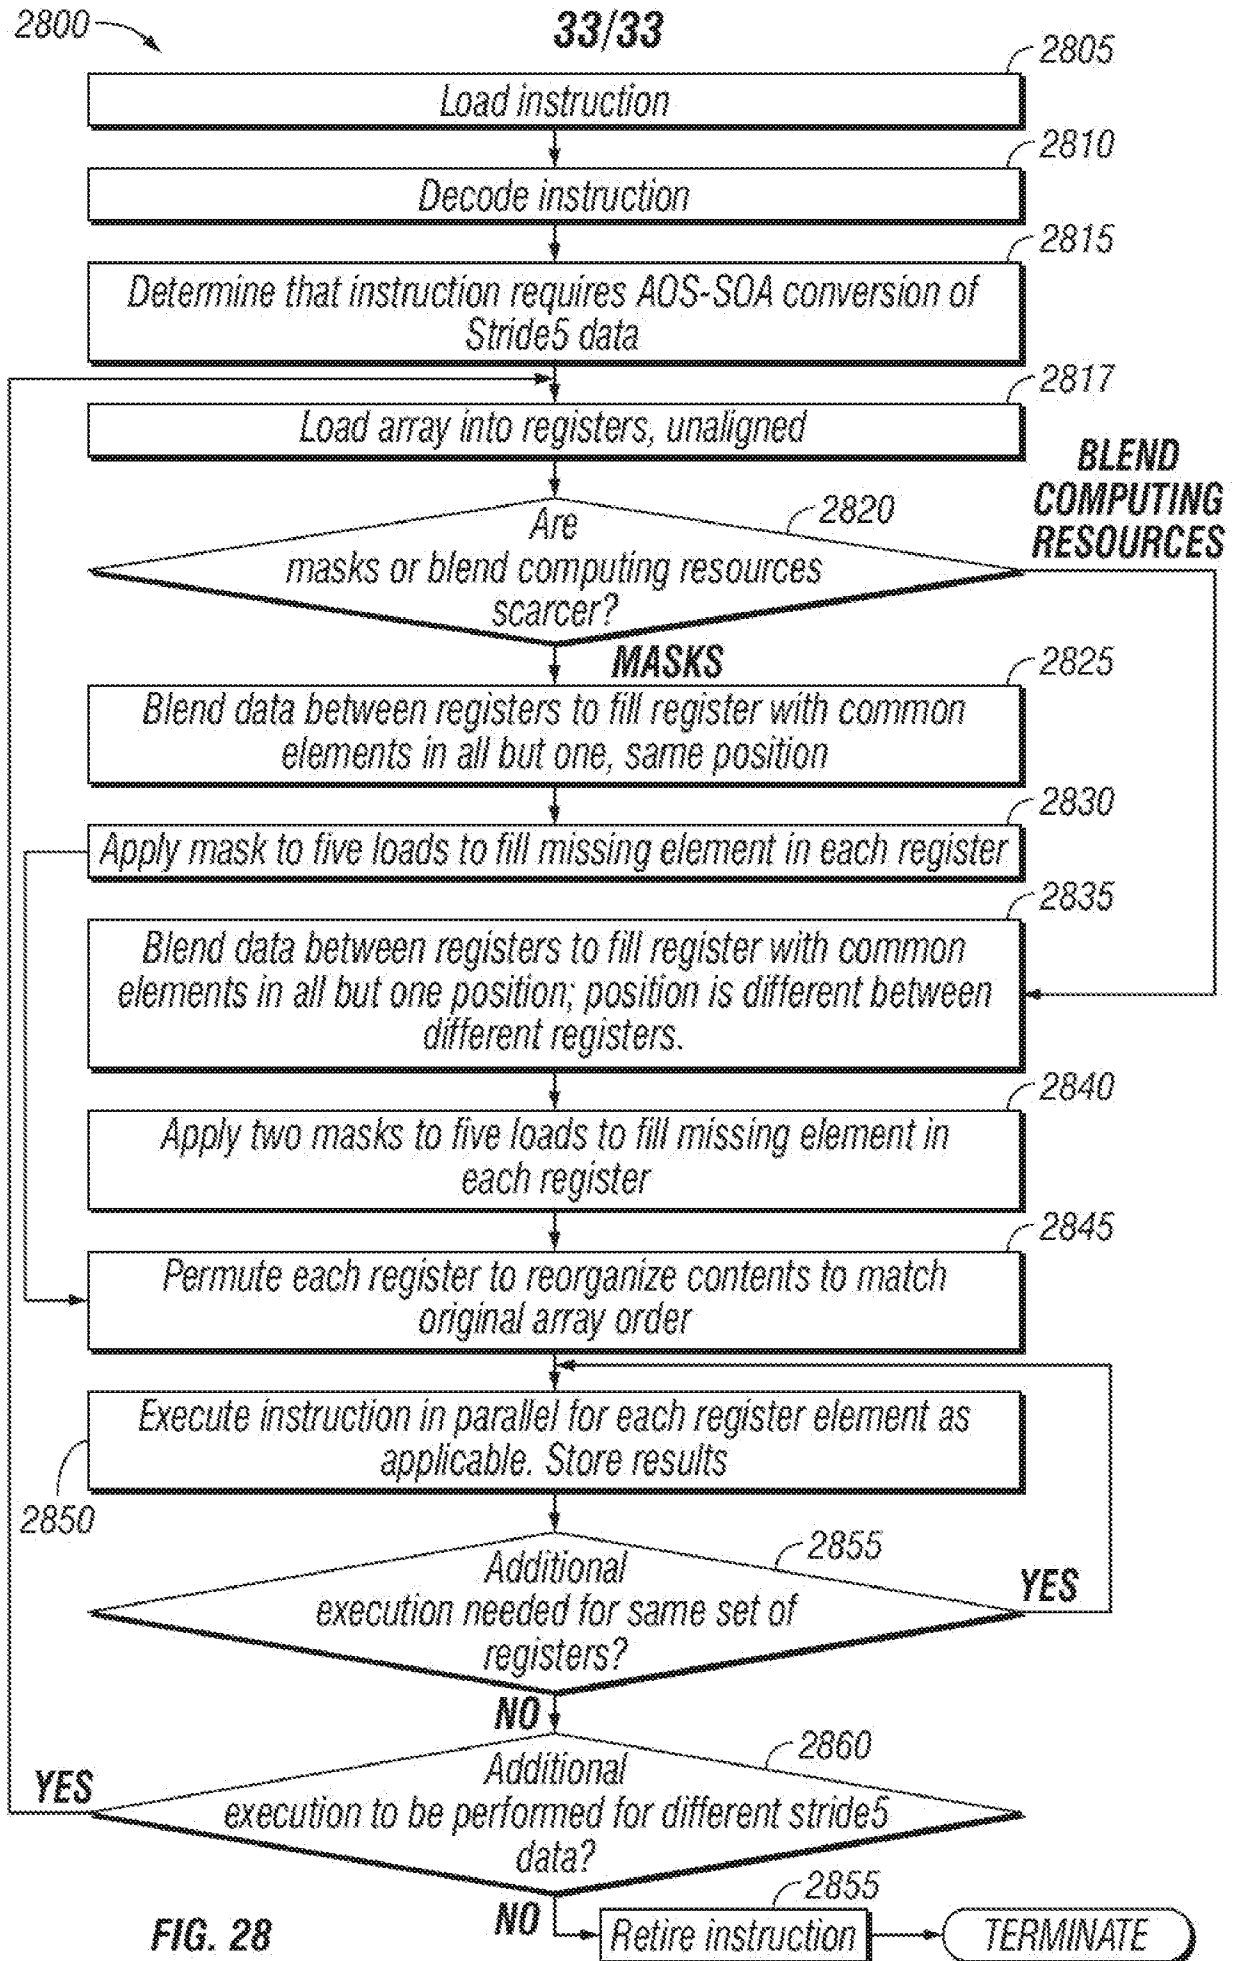 2800
33/33
2805
Load instruction
2810
Decode instruction
2815
Determine that instruction requires AOS-SOA conversion of
Stride5 data
2817
Load array into registers, unaligned
BLEND
COMPUTING
RESOURCES
2820
Are
masks or blend computing resources
scarcer?
MASKS
2825
Blend data between registers to fill register with common
elements in all but one, same position
2830
Apply mask to five loads to fill missing element in each register
2835
Blend data between registers to fill register with common
elements in all but one position; position is different between
different registers.
2840
Apply two masks to five loads to fill missing element in
each register
2845
Permute each register to reorganize contents to match
original array order
Execute instruction in parallel for each register element as
applicable. Store results
2850
2855
Additional
execution needed for same set of
registers?
YES
NO
2860
Additional
execution to be performed for different stride5
data?
YES
NO
2855
Retire instruction
TERMINATE
FIG. 28